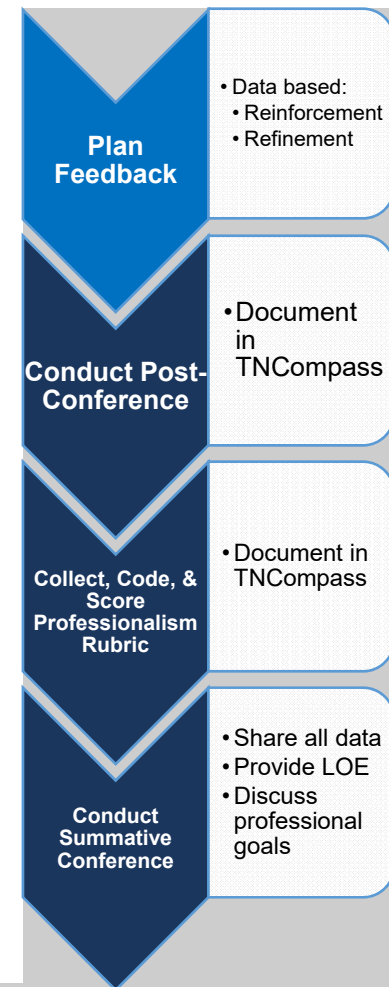 Plan
Feedback
• Data based:
• Reinforcement
• Refinement
Conduct Post-
Conference
• Document
in
TNCompass
Collect, Code, &
Score
Professionalism
Rubric
• Document in
TNCompass
Conduct
Summative
Conference
• Share all data
• Provide LOE
• Discuss
professional
goals